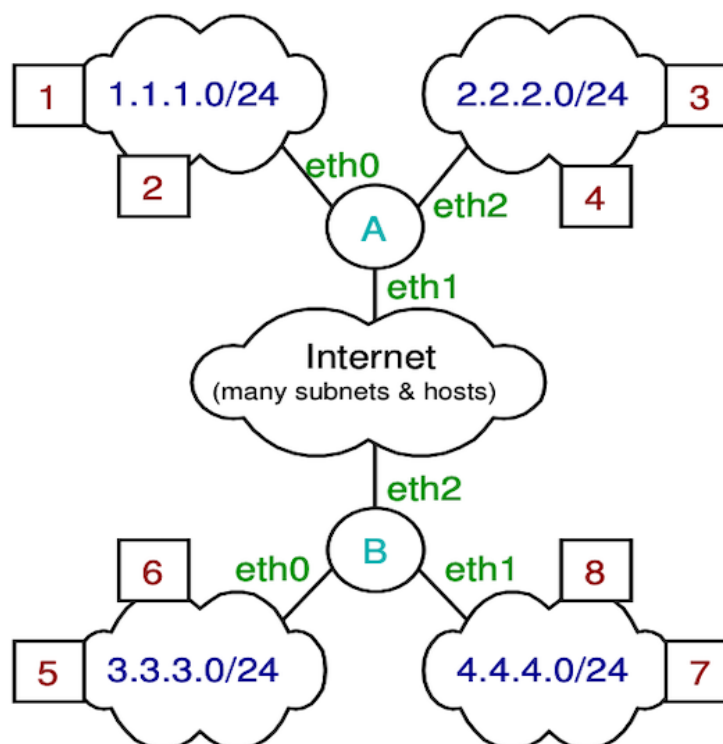 1
1.1.1.0/24
2.2.2.0/24
3
2
eth0
eth2
4
A
eth1
Internet
(many subnets & hosts)
eth2
B
6
eth0
eth1
8
5
3.3.3.0/24
4.4.4.0/24
7